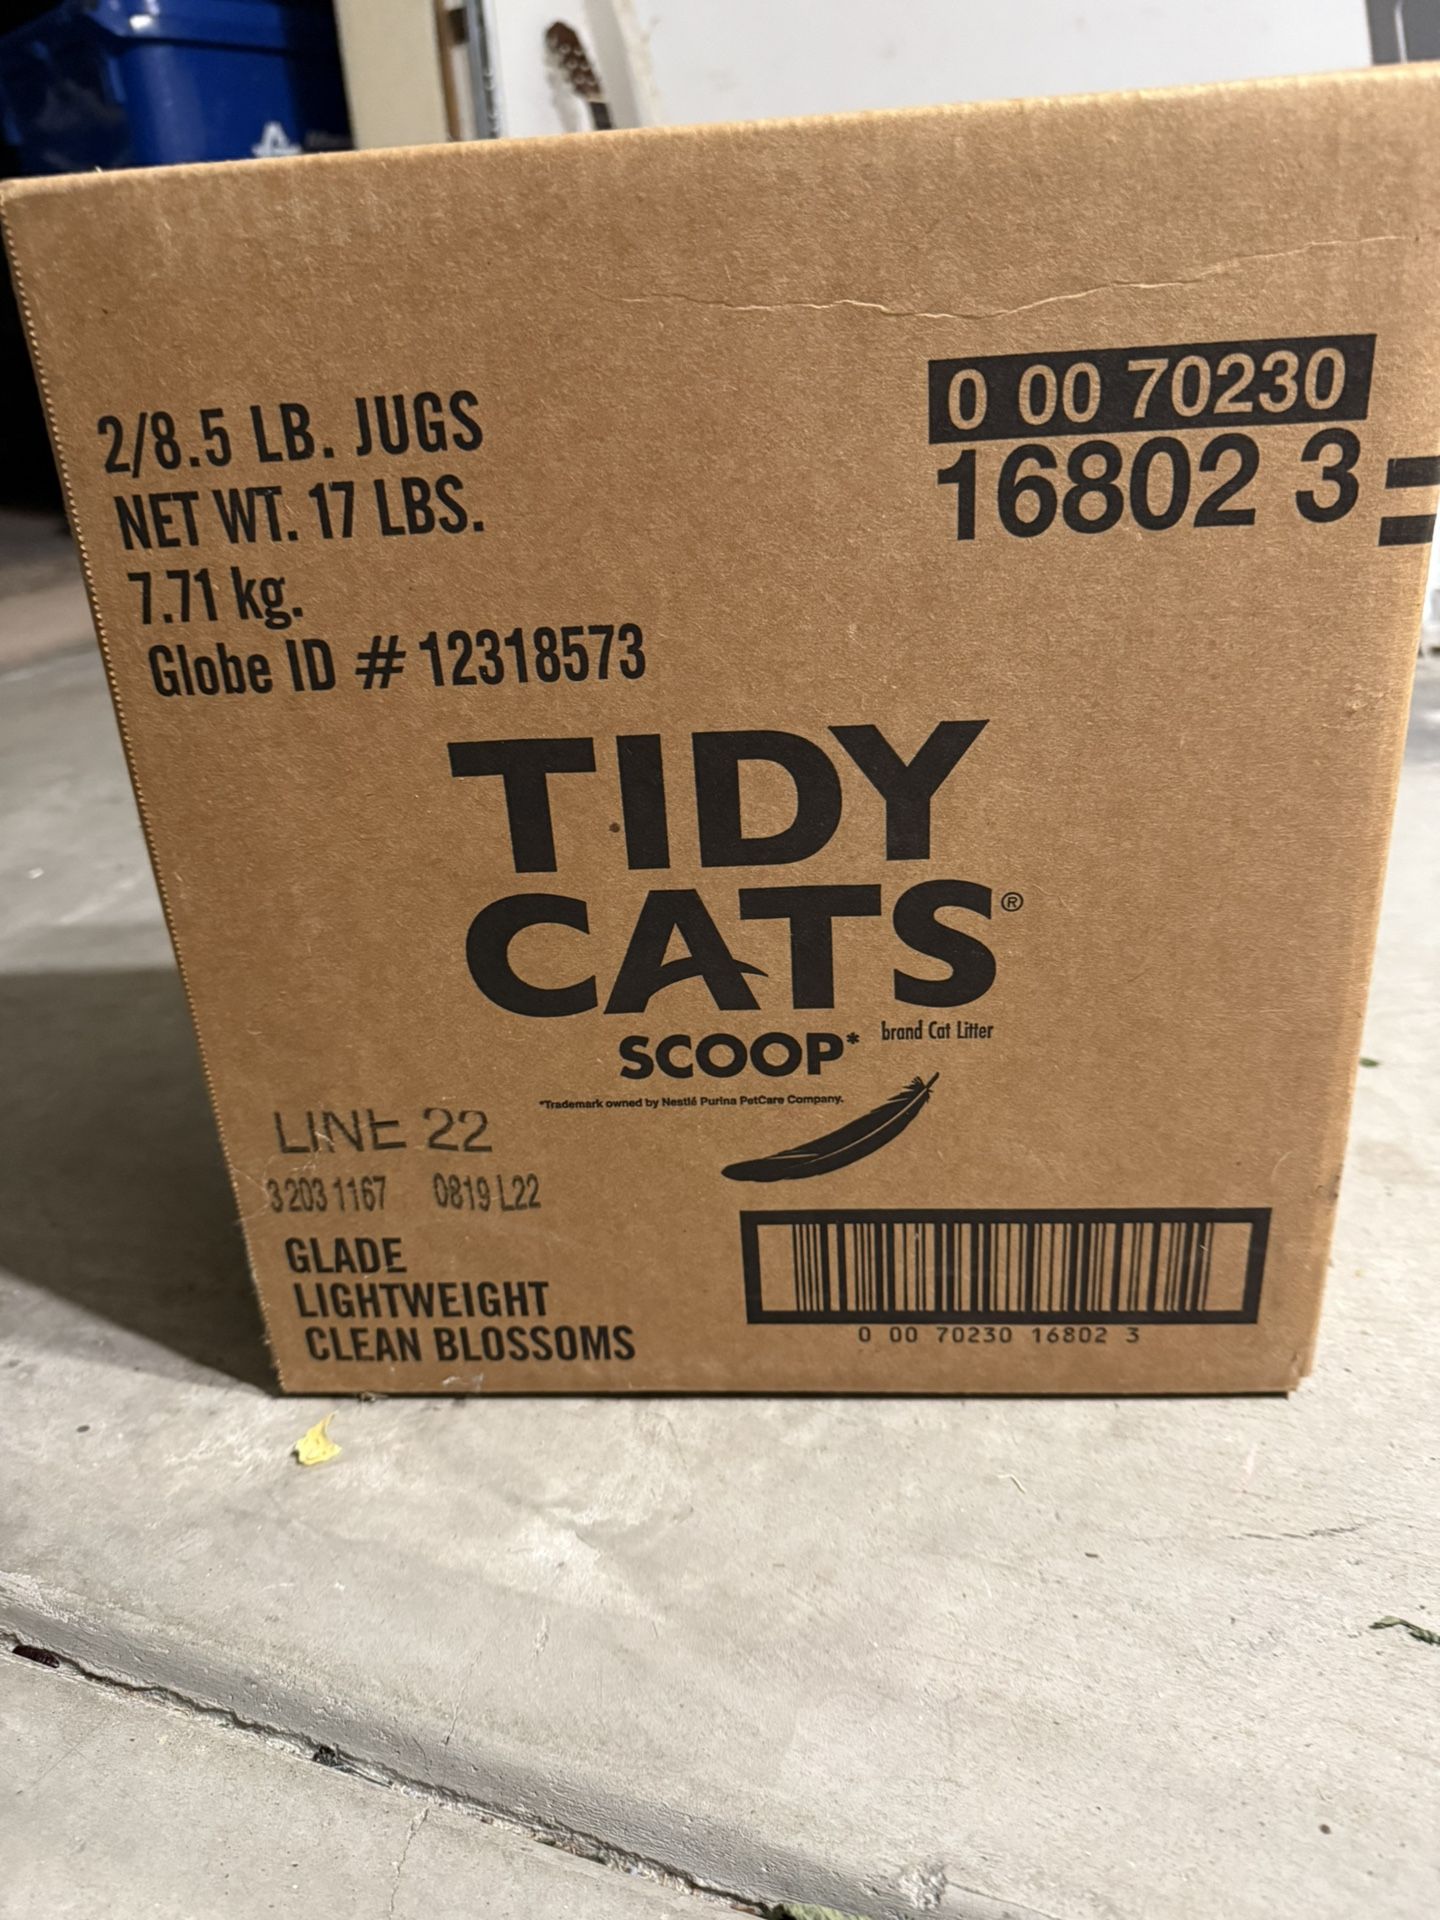 2/8.5 LB. JUGS
NET WT. 17 LBS.
7.71 kg.
Globe ID # 12318573
0 00 70230
16802 3
TIDY
CATS®
SCOOP* brand Cat Litter
*Trademark owned by Nestlé Purina PetCare Company.
LINE 22
3203 1167 0819 L22
GLADE
LIGHTWEIGHT
CLEAN BLOSSOMS
0 00 70230 16802 3